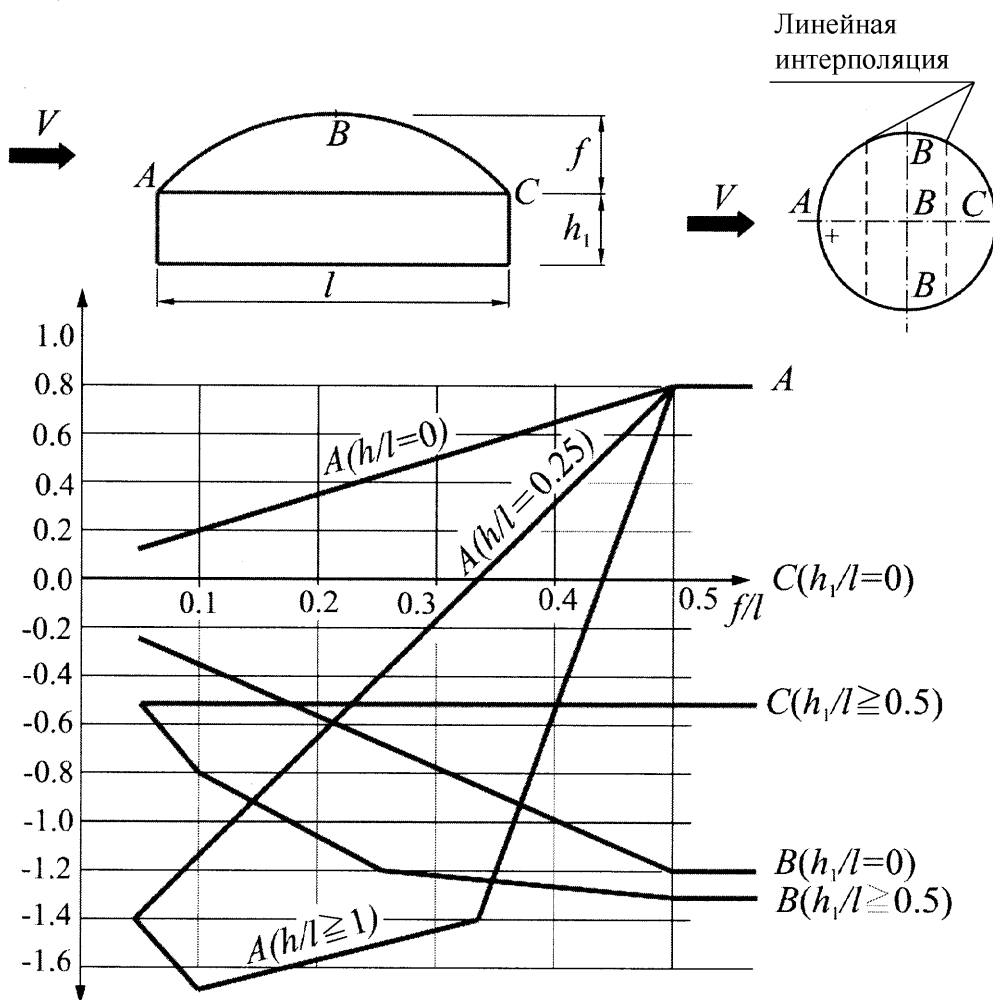 Линейная
интерполяция
V
B
f
A
C
h₁
l
V
B
A
B
C
+
B
1.0
0.8
A
0.6
A(h/l=0)
0.4
A(h/l=0.25)
0.2
0.0
0.1
0.2
0.3
0.4
0.5
f/l
C(h₁/l=0)
-0.2
-0.4
-0.6
C(h₁/l≧0.5)
-0.8
-1.0
-1.2
B(h₁/l=0)
B(h₁/l≧0.5)
-1.4
A(h/l≧1)
-1.6